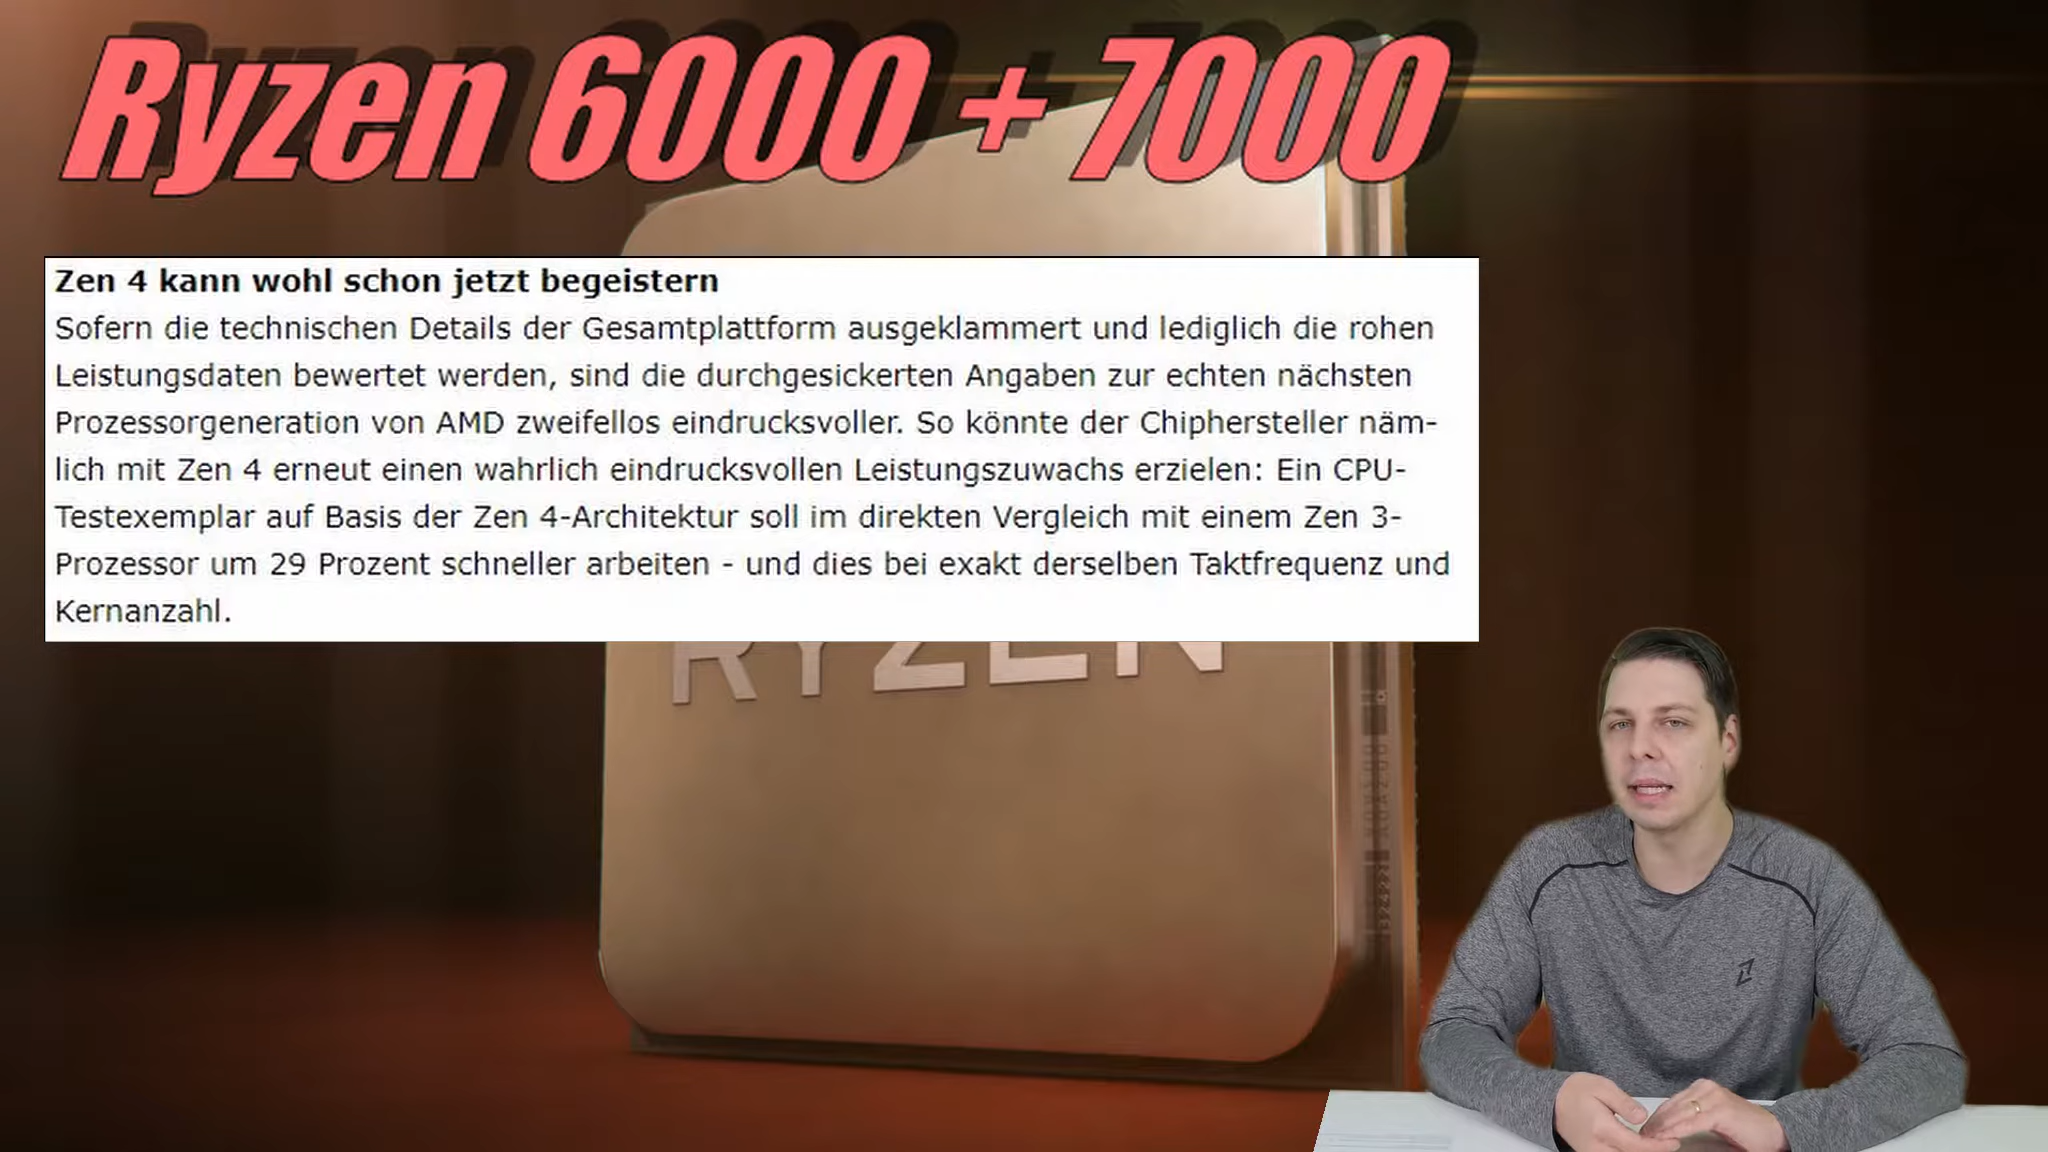 Ryzen 6000 + 7000
Zen 4 kann wohl schon jetzt begeistern
Sofern die technischen Details der Gesamtplattform ausgeklammert und lediglich die rohen
Leistungsdaten bewertet werden, sind die durchgesickerten Angaben zur echten nächsten
Prozessorgeneration von AMD zweifellos eindrucksvoller. So könnte der Chiphersteller näm-
lich mit Zen 4 erneut einen wahrlich eindrucksvollen Leistungszuwachs erzielen: Ein CPU-
Testexemplar auf Basis der Zen 4-Architektur soll im direkten Vergleich mit einem Zen 3-
Prozessor um 29 Prozent schneller arbeiten - und dies bei exakt derselben Taktfrequenz und
Kernanzahl.
RYZEN